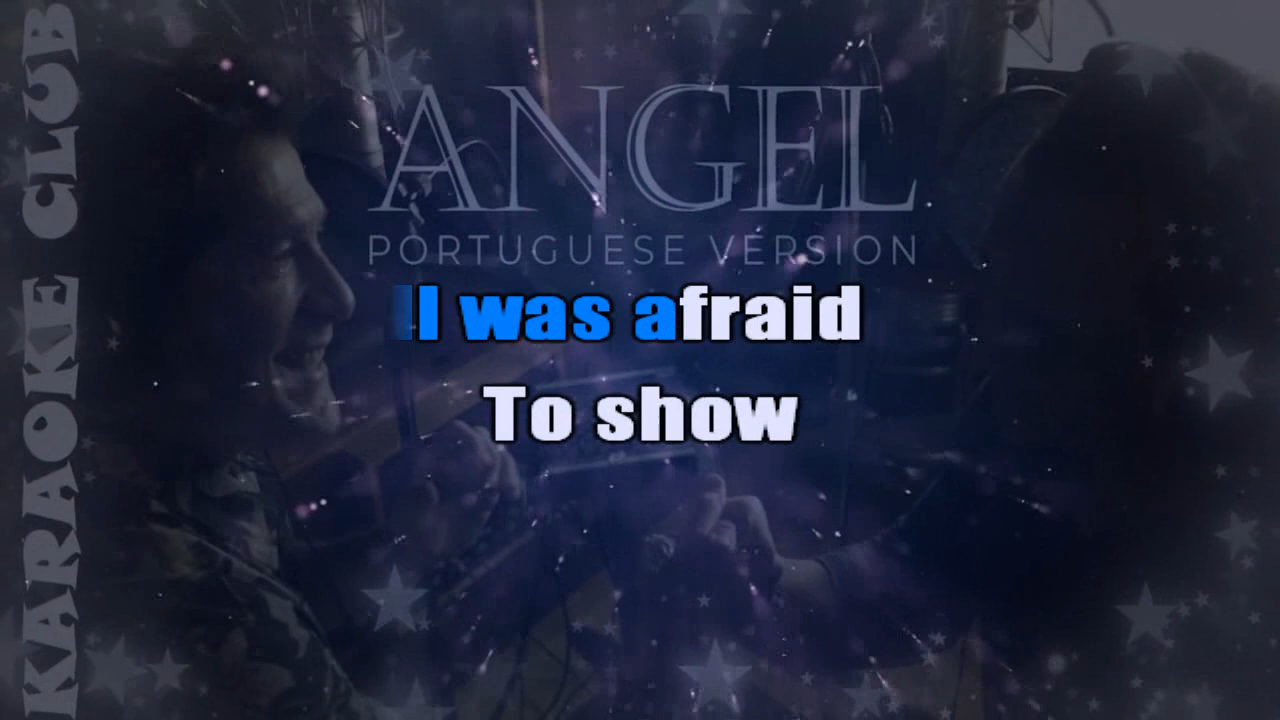 KARAOKE CLUB
ANGEL
PORTUGUESE VERSION
I was afraid
To show